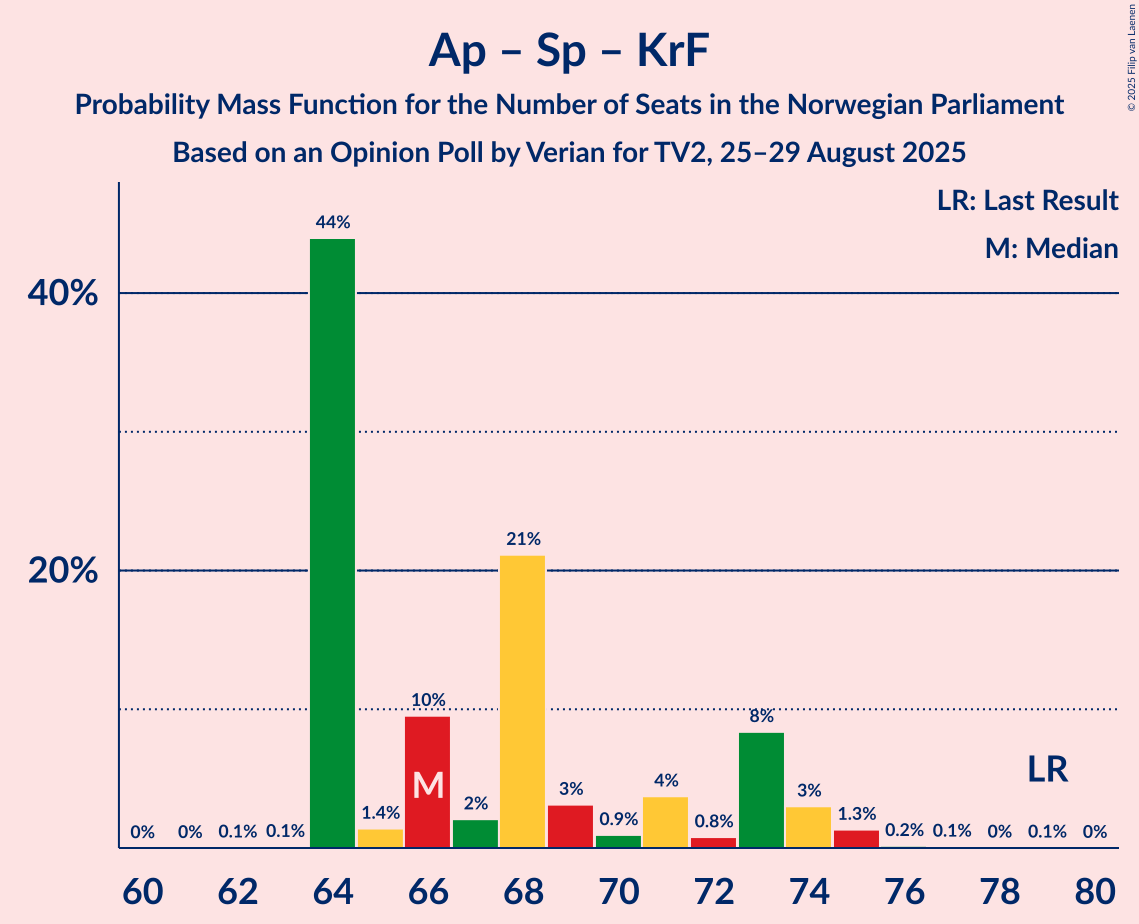 Ap – Sp – KrF
Probability Mass Function for the Number of Seats in the Norwegian Parliament
Based on an Opinion Poll by Verian for TV2, 25–29 August 2025
© 2025 Filip van Laenen
LR: Last Result
M: Median
40%
20%
0% 0% 0.1% 0.1% 44% 1.4% 10% 2% 21% 3% 0.9% 4% 0.8% 8% 3% 1.3% 0.2% 0.1% 0% 0.1% 0%
M
LR
60 62 64 66 68 70 72 74 76 78 80